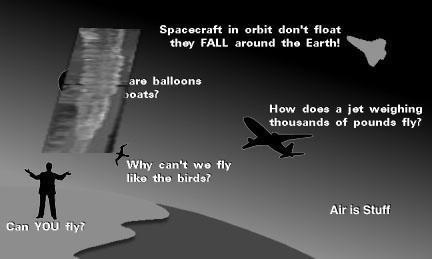 Spacecraft in orbit don't float
they FALL around the Earth!
are balloons
boats?
How does a jet weighing
thousands of pounds fly?
Why can't we fly
like the birds?
Air is Stuff
Can YOU fly?